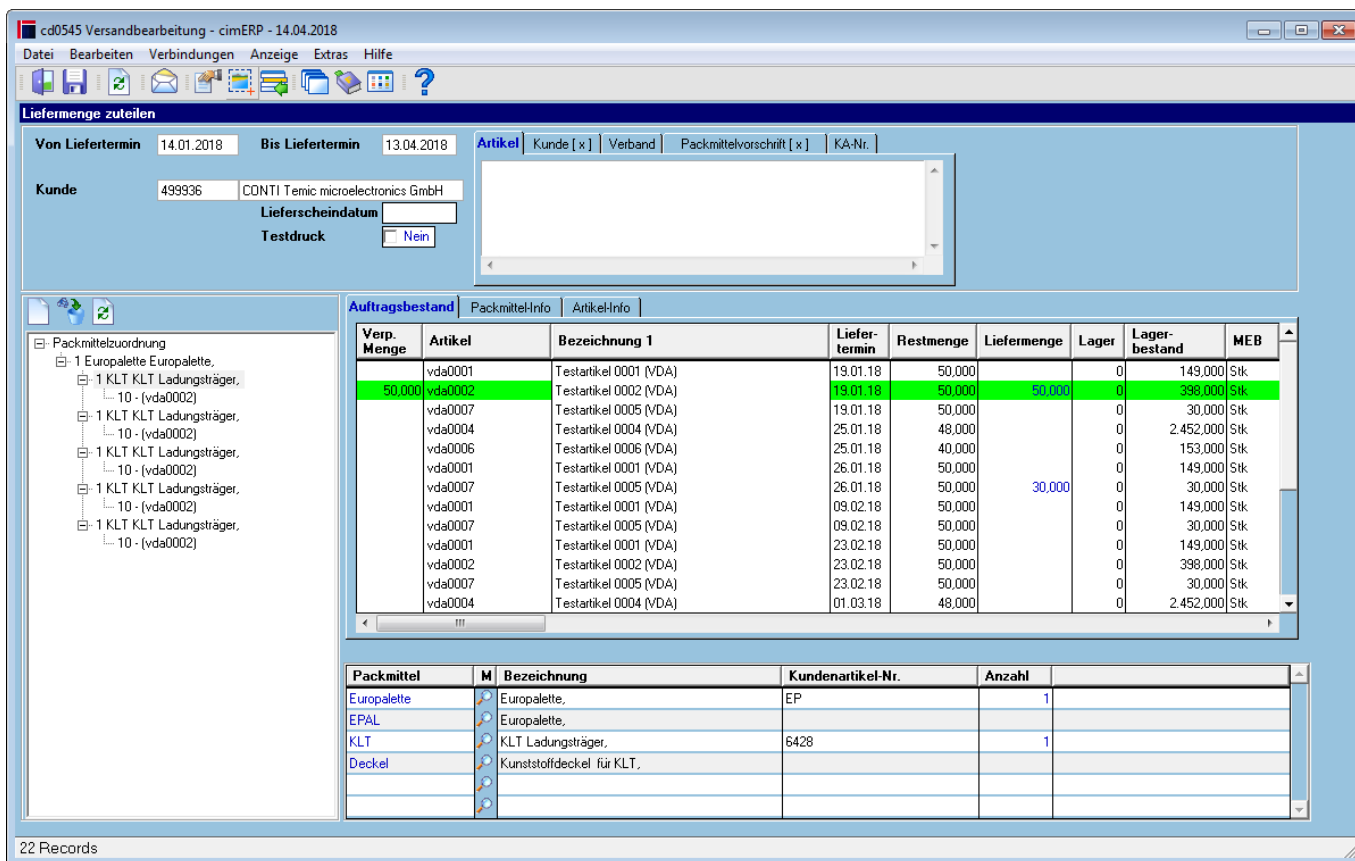 cd0545 Versandbearbeitung - cimERP - 14.04.2018
Datei Bearbeiten Verbindungen Anzeige Extras Hilfe
Liefermenge zuteilen
Von Liefertermin 14.01.2018 Bis Liefertermin 13.04.2018
Kunde 499936 CONTI Temic microelectronics GmbH
Lieferscheindatum
Testdruck Nein
Artikel Kunde [ x ] Verband Packmittelvorschrift [ x ] KA-Nr.
Packmittelzuordnung
1 Europalette Europalette,
1 KLT KLT Ladungsträger,
10 - (vda0002)
1 KLT KLT Ladungsträger,
10 - (vda0002)
1 KLT KLT Ladungsträger,
10 - (vda0002)
1 KLT KLT Ladungsträger,
10 - (vda0002)
1 KLT KLT Ladungsträger,
10 - (vda0002)
Auftragsbestand Packmittel-Info Artikel-Info
Verp. Menge Artikel Bezeichnung 1 Liefer-termin Restmenge Liefermenge Lager Lager-bestand MEB
vda0001 Testartikel 0001 (VDA) 19.01.18 50,000 0 149,000 Stk
50,000 vda0002 Testartikel 0002 (VDA) 19.01.18 50,000 50,000 0 398,000 Stk
vda0007 Testartikel 0005 (VDA) 19.01.18 50,000 0 30,000 Stk
vda0004 Testartikel 0004 (VDA) 25.01.18 48,000 0 2.452,000 Stk
vda0006 Testartikel 0006 (VDA) 25.01.18 40,000 0 153,000 Stk
vda0001 Testartikel 0001 (VDA) 26.01.18 50,000 0 149,000 Stk
vda0007 Testartikel 0005 (VDA) 26.01.18 50,000 30,000 0 30,000 Stk
vda0001 Testartikel 0001 (VDA) 09.02.18 50,000 0 149,000 Stk
vda0007 Testartikel 0005 (VDA) 09.02.18 50,000 0 30,000 Stk
vda0001 Testartikel 0001 (VDA) 23.02.18 50,000 0 149,000 Stk
vda0002 Testartikel 0002 (VDA) 23.02.18 50,000 0 398,000 Stk
vda0007 Testartikel 0005 (VDA) 23.02.18 50,000 0 30,000 Stk
vda0004 Testartikel 0004 (VDA) 01.03.18 48,000 0 2.452,000 Stk
Packmittel M Bezeichnung Kundenartikel-Nr. Anzahl
Europalette Europalette, EP 1
EPAL Europalette,
KLT KLT Ladungsträger, 6428 1
Deckel Kunststoffdeckel für KLT,
22 Records